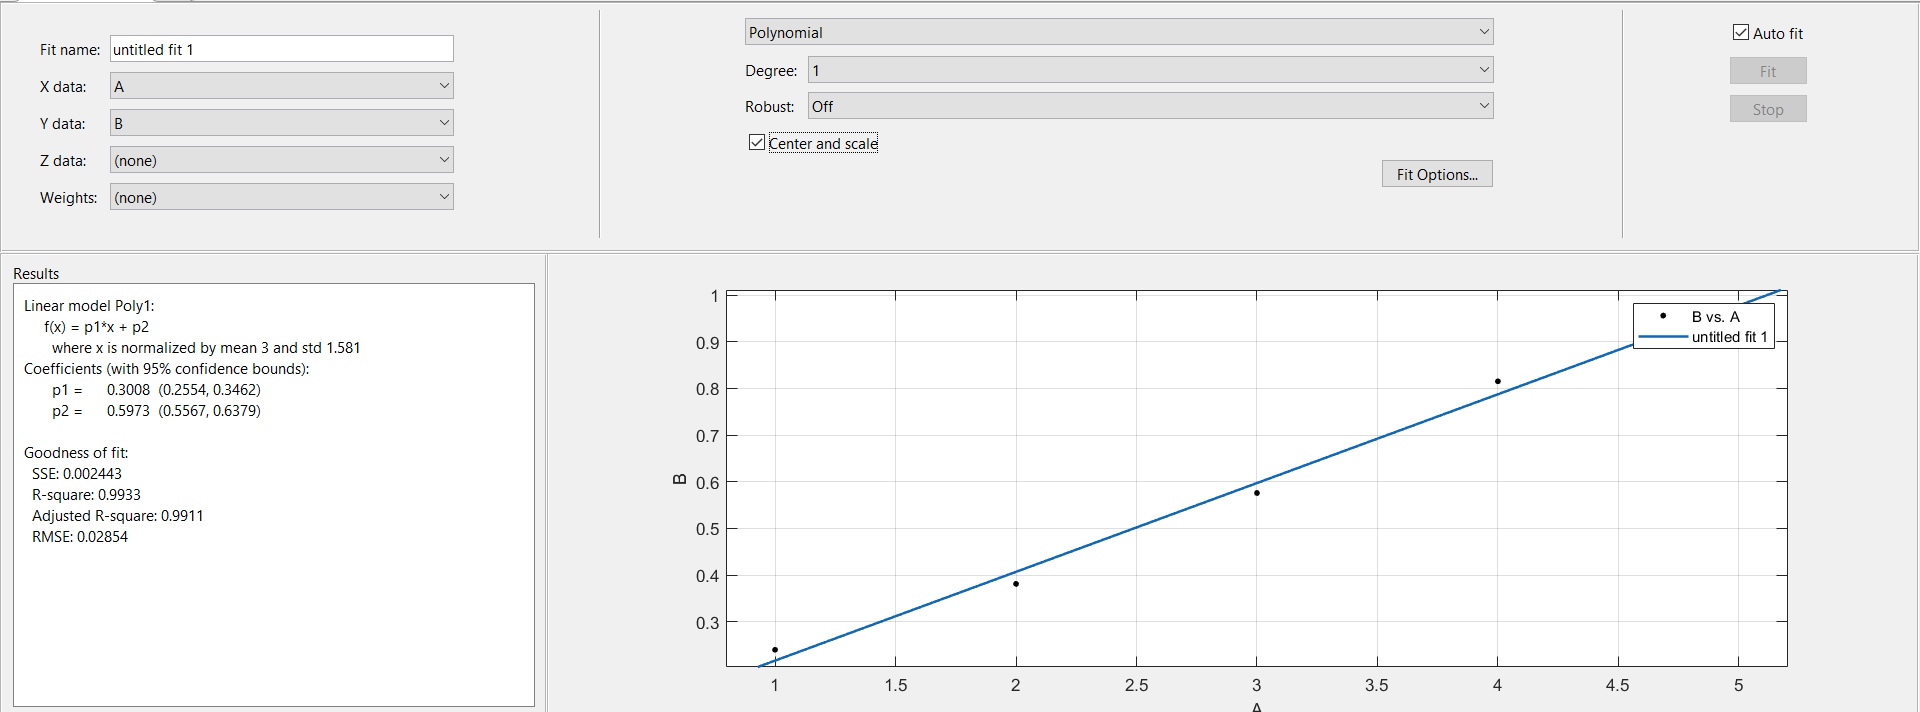 Fit name: untitled fit 1
X data: A
Y data: B
Z data: (none)
Weights: (none)
Polynomial
Degree: 1
Robust: Off
Center and scale
Fit Options...
Auto fit
Fit
Stop
Results
Linear model Poly1:
f(x) = p1*x + p2
where x is normalized by mean 3 and std 1.581
Coefficients (with 95% confidence bounds):
p1 = 0.3008 (0.2554, 0.3462)
p2 = 0.5973 (0.5567, 0.6379)
Goodness of fit:
SSE: 0.002443
R-square: 0.9933
Adjusted R-square: 0.9911
RMSE: 0.02854
B
1
0.9
0.8
0.7
0.6
0.5
0.4
0.3
B vs. A
untitled fit 1
1 1.5 2 2.5 3 3.5 4 4.5 5
A